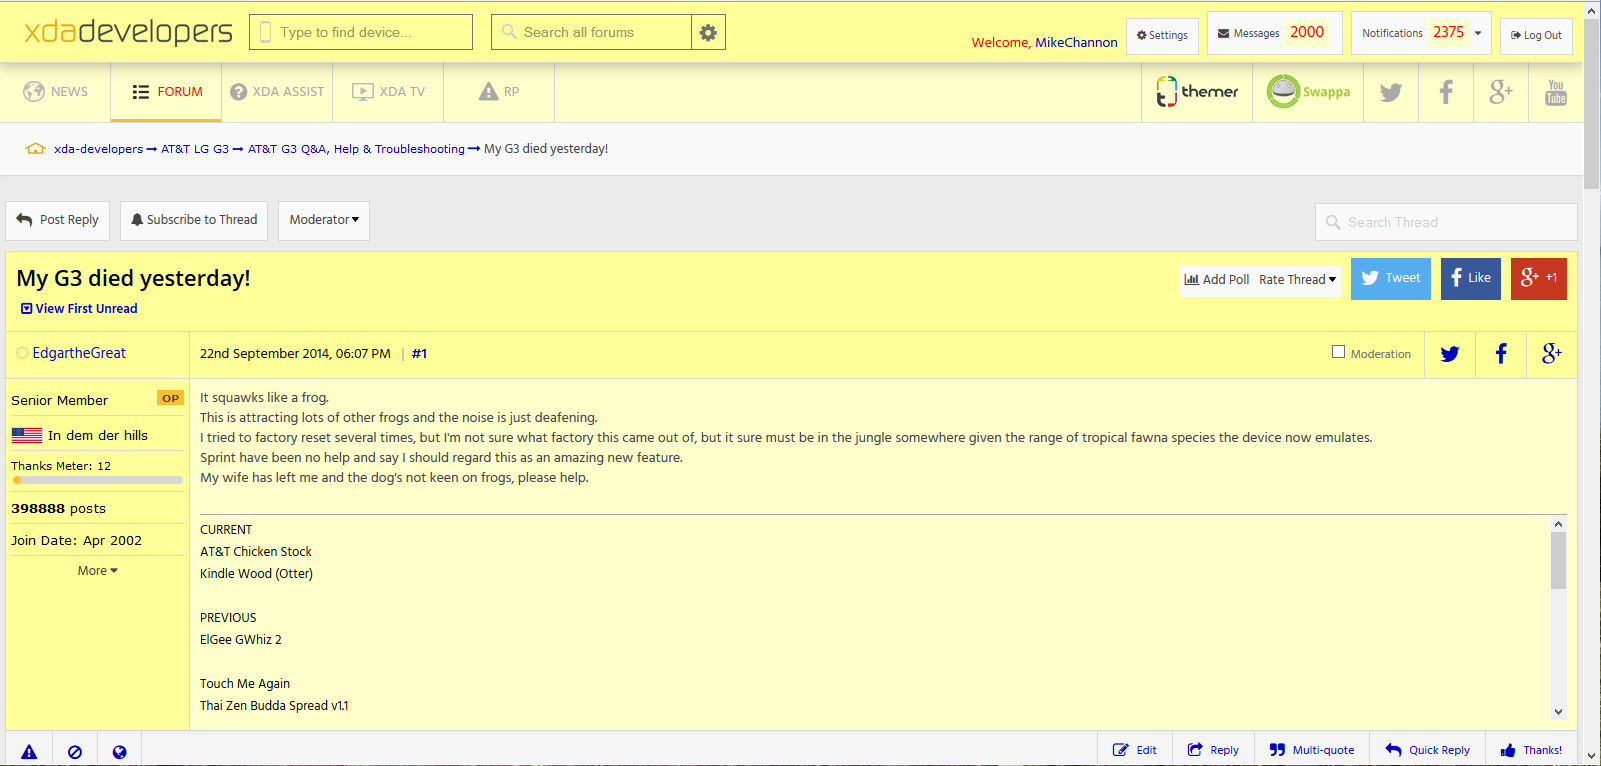 xdadevelopers
Type to find device...
Search all forums
Welcome, MikeChannon
Settings
Messages 2000
Notifications 2375
Log Out
NEWS
FORUM
XDA ASSIST
XDA TV
RP
themer
Swappa
You Tube
xda-developers → AT&T LG G3 → AT&T G3 Q&A, Help & Troubleshooting → My G3 died yesterday!
Post Reply
Subscribe to Thread
Moderator
Search Thread
My G3 died yesterday!
View First Unread
Add Poll
Rate Thread
Tweet
Like
g+ +1
EdgartheGreat
22nd September 2014, 06:07 PM | #1
Moderation
g+
Senior Member
OP
In dem der hills
Thanks Meter: 12
398888 posts
Join Date: Apr 2002
More
It squawks like a frog.
This is attracting lots of other frogs and the noise is just deafening.
I tried to factory reset several times, but I'm not sure what factory this came out of, but it sure must be in the jungle somewhere given the range of tropical fawna species the device now emulates.
Sprint have been no help and say I should regard this as an amazing new feature.
My wife has left me and the dog's not keen on frogs, please help.
CURRENT
AT&T Chicken Stock
Kindle Wood (Otter)
PREVIOUS
ElGee GWhiz 2
Touch Me Again
Thai Zen Budda Spread v1.1
Edit
Reply
Multi-quote
Quick Reply
Thanks!